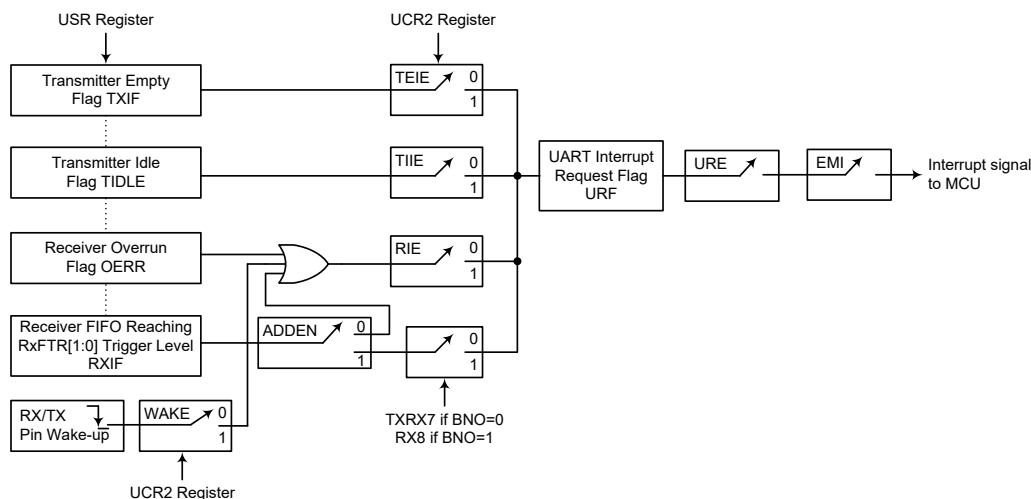 USR Register
UCR2 Register
Transmitter Empty
Flag TXIF
TEIE
0
1
Transmitter Idle
Flag TIDLE
TIIE
0
1
UART Interrupt
Request Flag
URF
URE
EMI
Interrupt signal
to MCU
Receiver Overrun
Flag OERR
RIE
0
1
Receiver FIFO Reaching
RxFTR[1:0] Trigger Level
RXIF
ADDEN
0
1
0
1
RX/TX
Pin Wake-up
WAKE
0
1
TXRX7 if BNO=0
RX8 if BNO=1
UCR2 Register